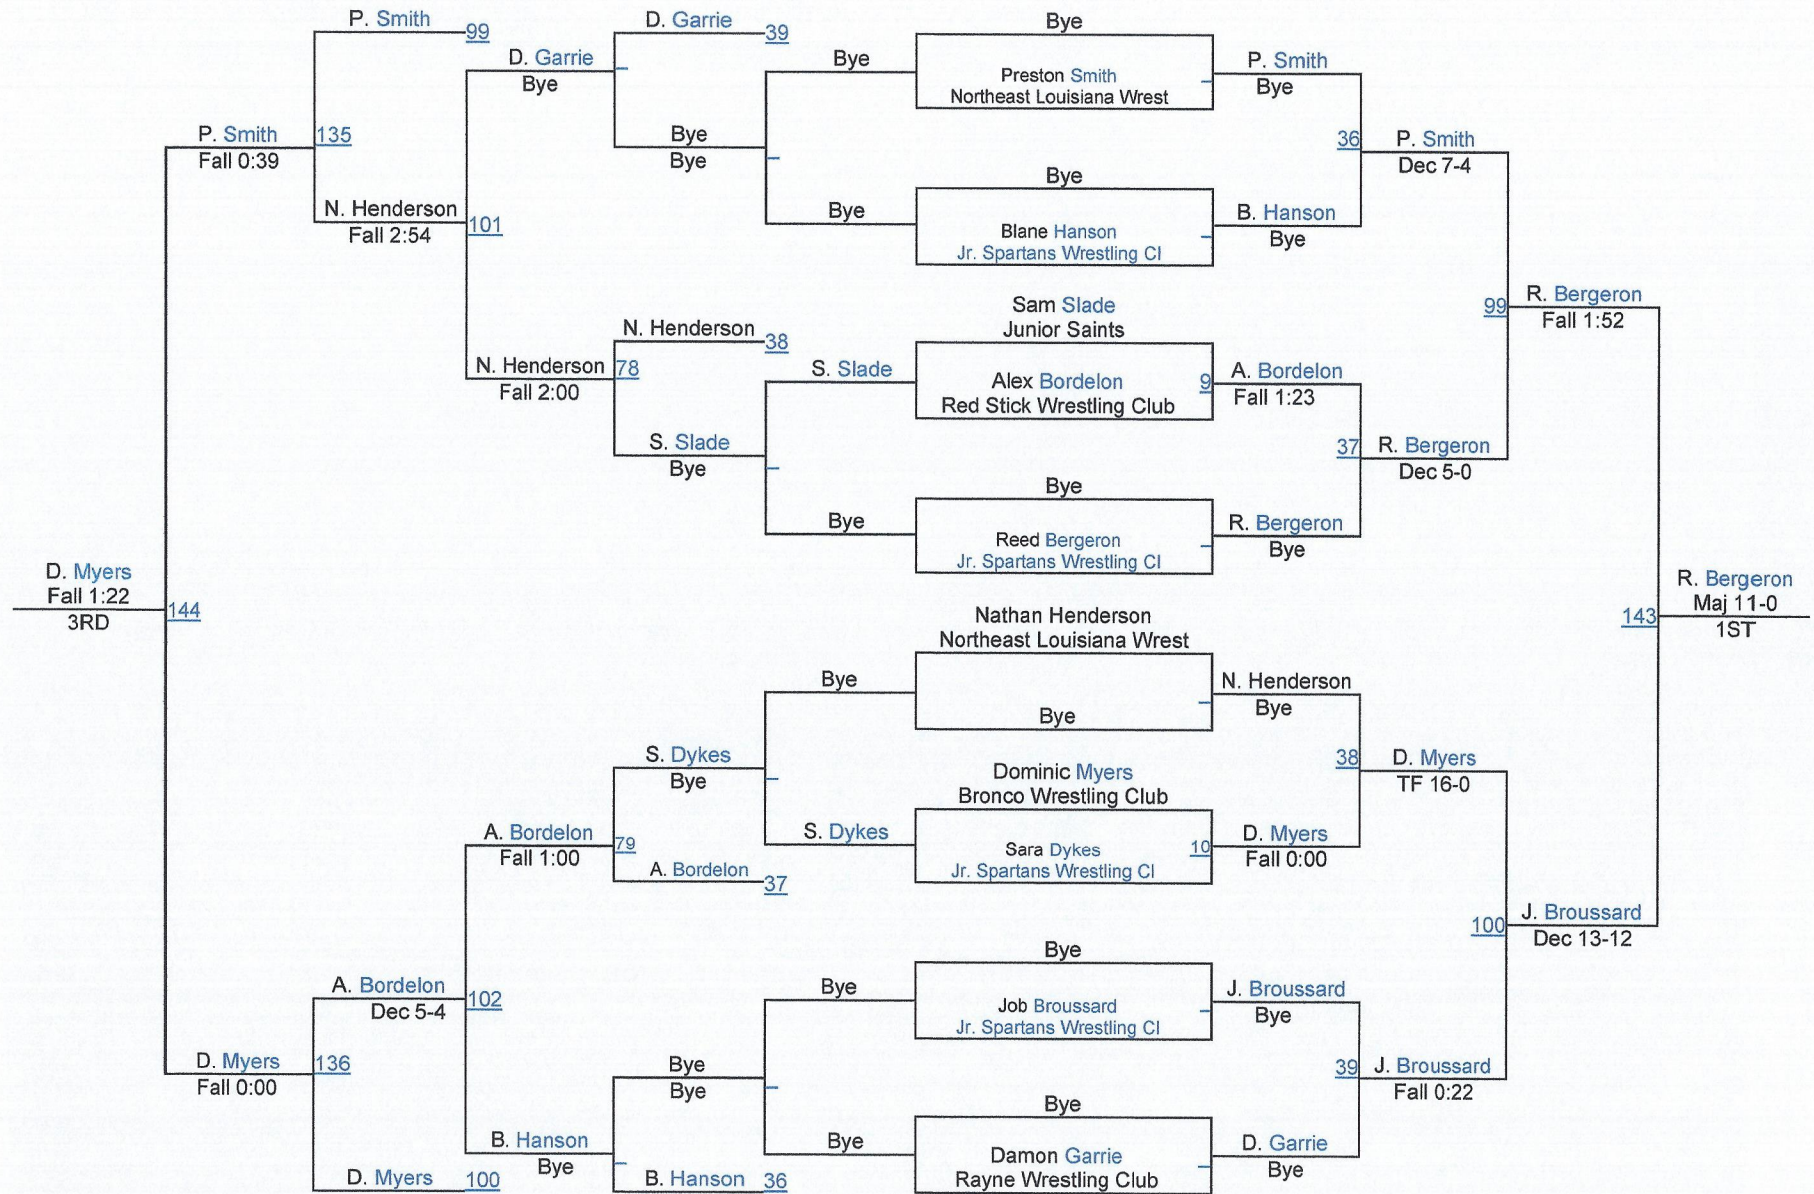 P. Smith
99
D. Garrie
39
Bye
D. Garrie
Bye
Bye
Preston Smith
Northeast Louisiana Wrest
P. Smith
Bye
P. Smith
Fall 0:39
135
Bye
Bye
36
P. Smith
Dec 7-4
Bye
N. Henderson
Fall 2:54
101
Bye
Blane Hanson
Jr. Spartans Wrestling Cl
B. Hanson
Bye
Sam Slade
Junior Saints
99
R. Bergeron
Fall 1:52
N. Henderson
38
N. Henderson
Fall 2:00
78
S. Slade
Alex Bordelon
Red Stick Wrestling Club
9
A. Bordelon
Fall 1:23
S. Slade
Bye
37
R. Bergeron
Dec 5-0
Bye
Bye
Reed Bergeron
Jr. Spartans Wrestling Cl
R. Bergeron
Bye
D. Myers
Fall 1:22
3RD
144
Nathan Henderson
Northeast Louisiana Wrest
143
R. Bergeron
Maj 11-0
1ST
Bye
Bye
N. Henderson
Bye
S. Dykes
Bye
Dominic Myers
Bronco Wrestling Club
38
D. Myers
TF 16-0
A. Bordelon
Fall 1:00
79
S. Dykes
Sara Dykes
Jr. Spartans Wrestling Cl
10
D. Myers
Fall 0:00
A. Bordelon
37
100
J. Broussard
Dec 13-12
Bye
A. Bordelon
Dec 5-4
102
Bye
Job Broussard
Jr. Spartans Wrestling Cl
J. Broussard
Bye
D. Myers
Fall 0:00
136
Bye
Bye
39
J. Broussard
Fall 0:22
Bye
B. Hanson
Bye
Bye
Damon Garrie
Rayne Wrestling Club
D. Garrie
Bye
D. Myers
100
B. Hanson
36